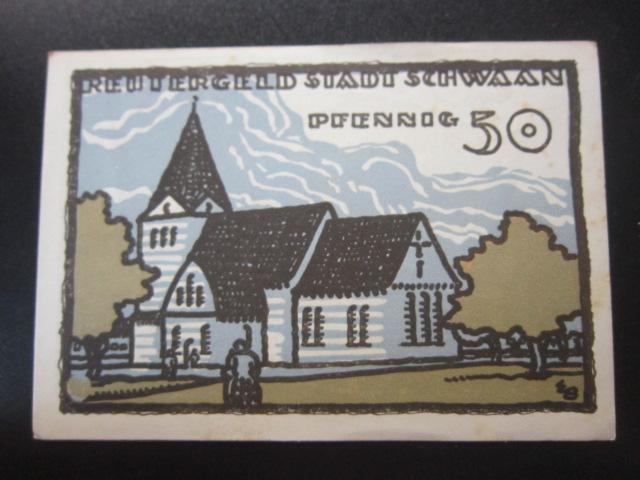 REUTERGELD STADT SCHWAAN
PFENNIG 50